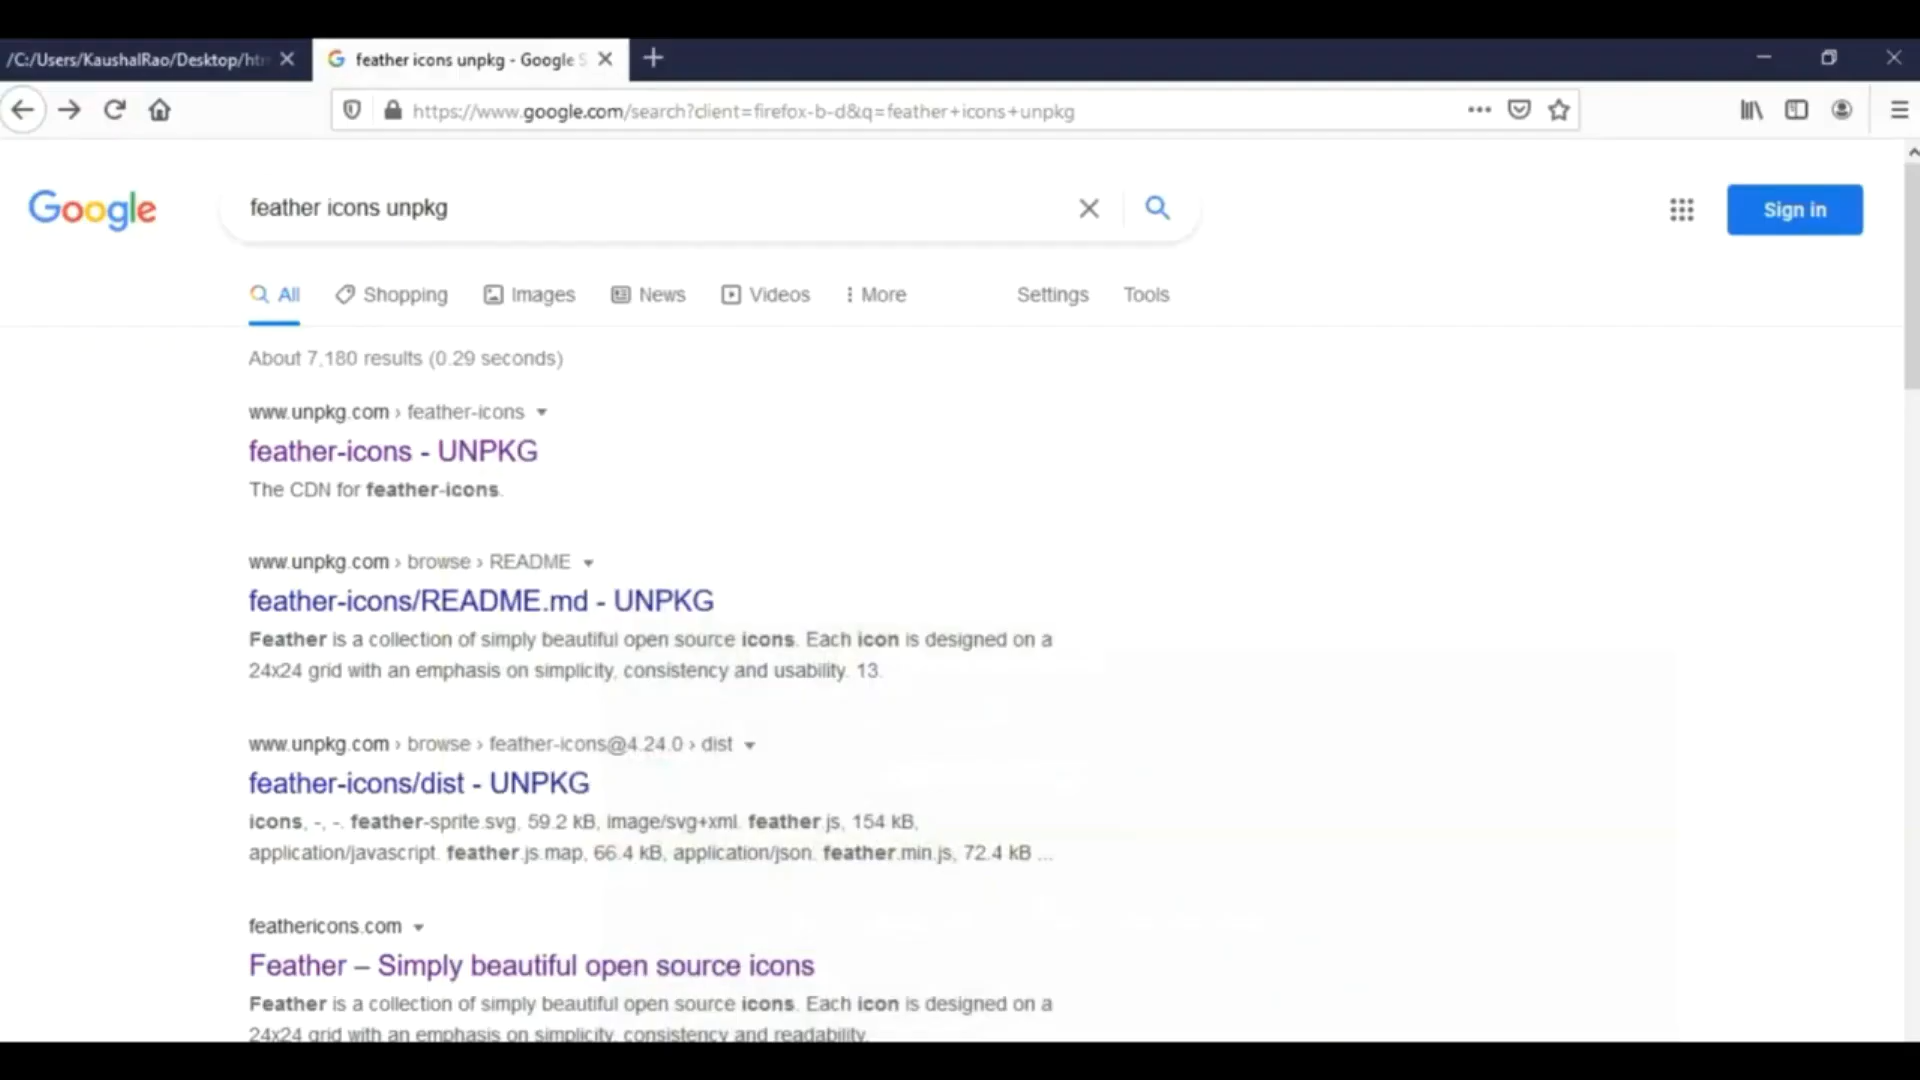 /C:/Users/KaushalRao/Desktop/htm
feather icons unpkg - Google S
https://www.google.com/search?client=firefox-b-d&q=feather+icons+unpkg
Google
feather icons unpkg
Sign in
All Shopping Images News Videos More Settings Tools
About 7,180 results (0.29 seconds)
www.unpkg.com › feather-icons
feather-icons - UNPKG
The CDN for feather-icons.
www.unpkg.com › browse › README
feather-icons/README.md - UNPKG
Feather is a collection of simply beautiful open source icons. Each icon is designed on a
24x24 grid with an emphasis on simplicity, consistency and usability. 13.
www.unpkg.com › browse › feather-icons@4.24.0 › dist
feather-icons/dist - UNPKG
icons, -, -. feather-sprite.svg, 59.2 kB, image/svg+xml. feather.js, 154 kB,
application/javascript. feather.js.map, 66.4 kB, application/json. feather.min.js, 72.4 kB ...
feathericons.com
Feather – Simply beautiful open source icons
Feather is a collection of simply beautiful open source icons. Each icon is designed on a
24x24 grid with an emphasis on simplicity, consistency and readability.